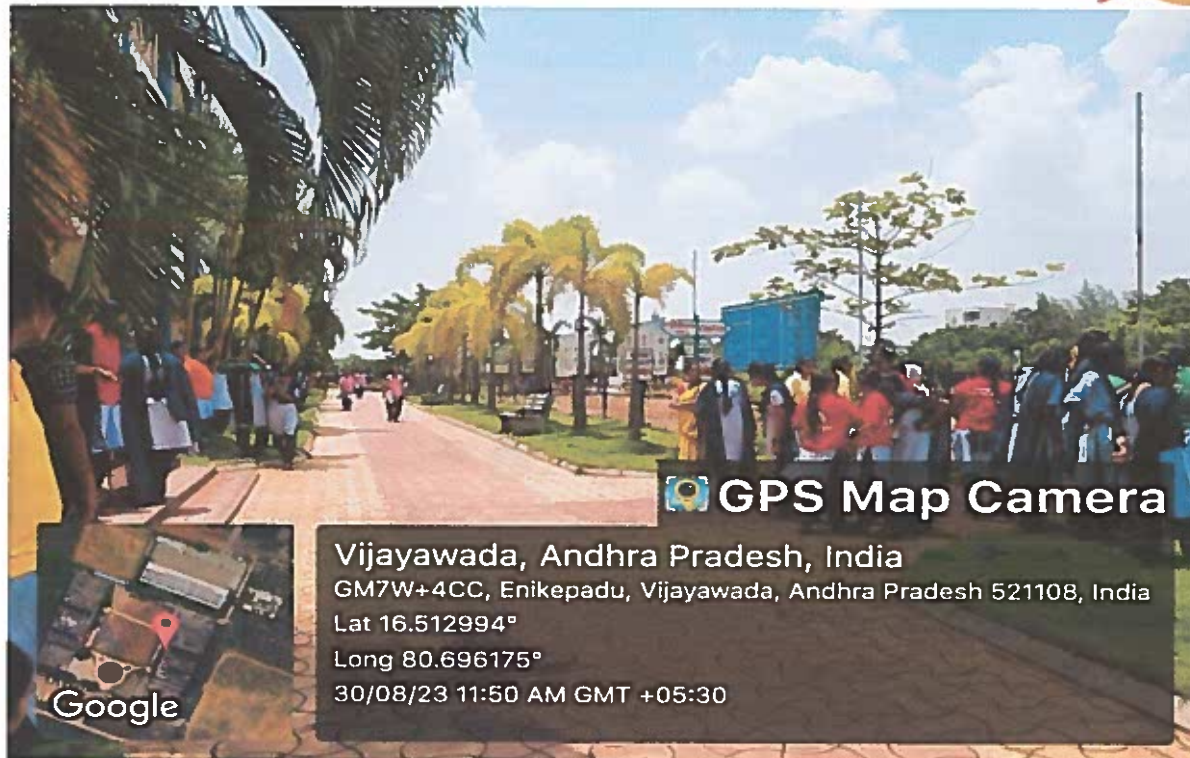 GPS Map Camera
Vijayawada, Andhra Pradesh, India
GM7W+4CC, Enikepadu, Vijayawada, Andhra Pradesh 521108, India
Lat 16.512994°
Long 80.696175°
30/08/23 11:50 AM GMT +05:30
Google